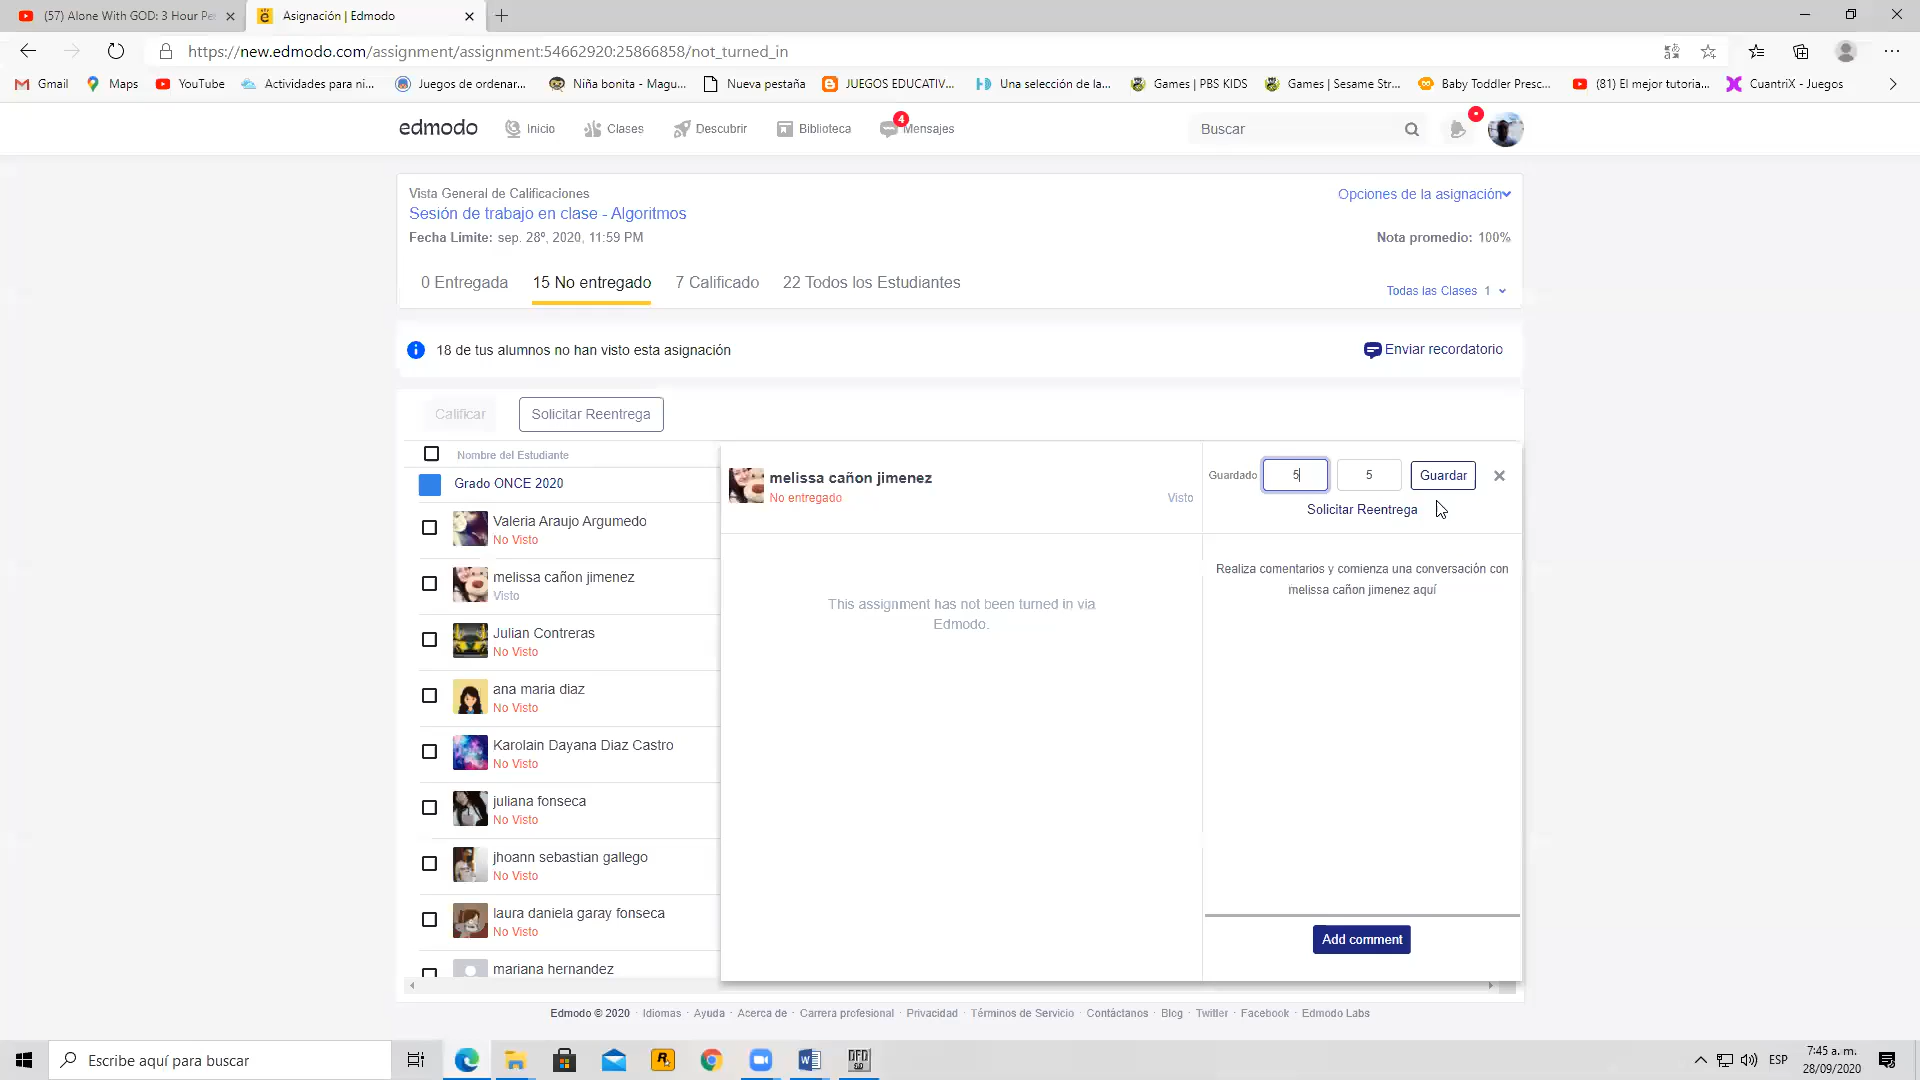 (57) Alone With GOD: 3 Hour Pe
Asignación | Edmodo
https://new.edmodo.com/assignment/assignment:54662920:25866858/not_turned_in
Gmail
Maps
YouTube
Actividades para ni...
Juegos de ordenar...
Niña bonita - Magu...
Nueva pestaña
JUEGOS EDUCATIV...
Una selección de la...
Games | PBS KIDS
Games | Sesame Str...
Baby Toddler Presc...
(81) El mejor tutoria...
CuantriX - Juegos
edmodo
Inicio
Clases
Descubrir
Biblioteca
4
Mensajes
Buscar
Vista General de Calificaciones
Opciones de la asignación
Sesión de trabajo en clase - Algoritmos
Fecha Limite: sep. 28º, 2020, 11:59 PM
Nota promedio: 100%
0 Entregada
15 No entregado
7 Calificado
22 Todos los Estudiantes
Todas las Clases 1
18 de tus alumnos no han visto esta asignación
Enviar recordatorio
Calificar
Solicitar Reentrega
Nombre del Estudiante
Grado ONCE 2020
Valeria Araujo Argumedo
No Visto
melissa cañon jimenez
Visto
Julian Contreras
No Visto
ana maria diaz
No Visto
Karolain Dayana Diaz Castro
No Visto
juliana fonseca
No Visto
jhoann sebastian gallego
No Visto
laura daniela garay fonseca
No Visto
mariana hernandez
melissa cañon jimenez
No entregado
Visto
Guardado
5
5
Guardar
Solicitar Reentrega
This assignment has not been turned in via
Edmodo.
Realiza comentarios y comienza una conversación con
melissa cañon jimenez aquí
Add comment
Edmodo © 2020 · Idiomas · Ayuda · Acerca de · Carrera profesional · Privacidad · Términos de Servicio · Contáctanos · Blog · Twitter · Facebook · Edmodo Labs
Escribe aquí para buscar
DFD
ESP
7:45 a. m.
28/09/2020